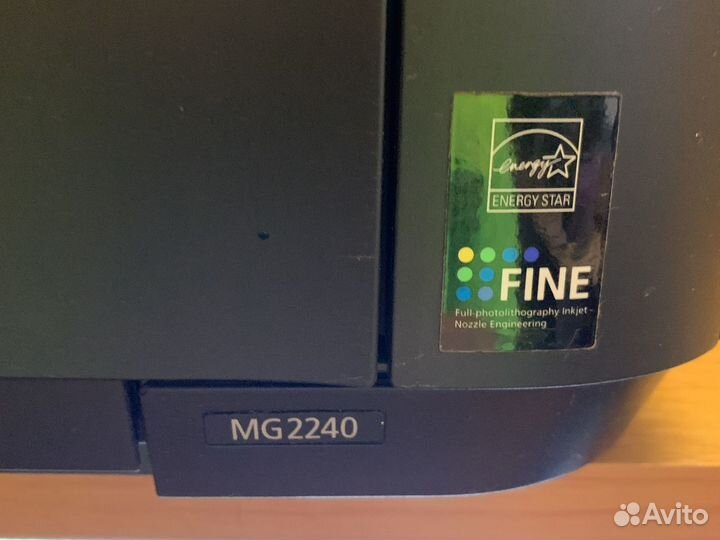 energy
ENERGY STAR
FINE
Full-photolithography Inkjet
Nozzle Engineering
MG2240
Avito